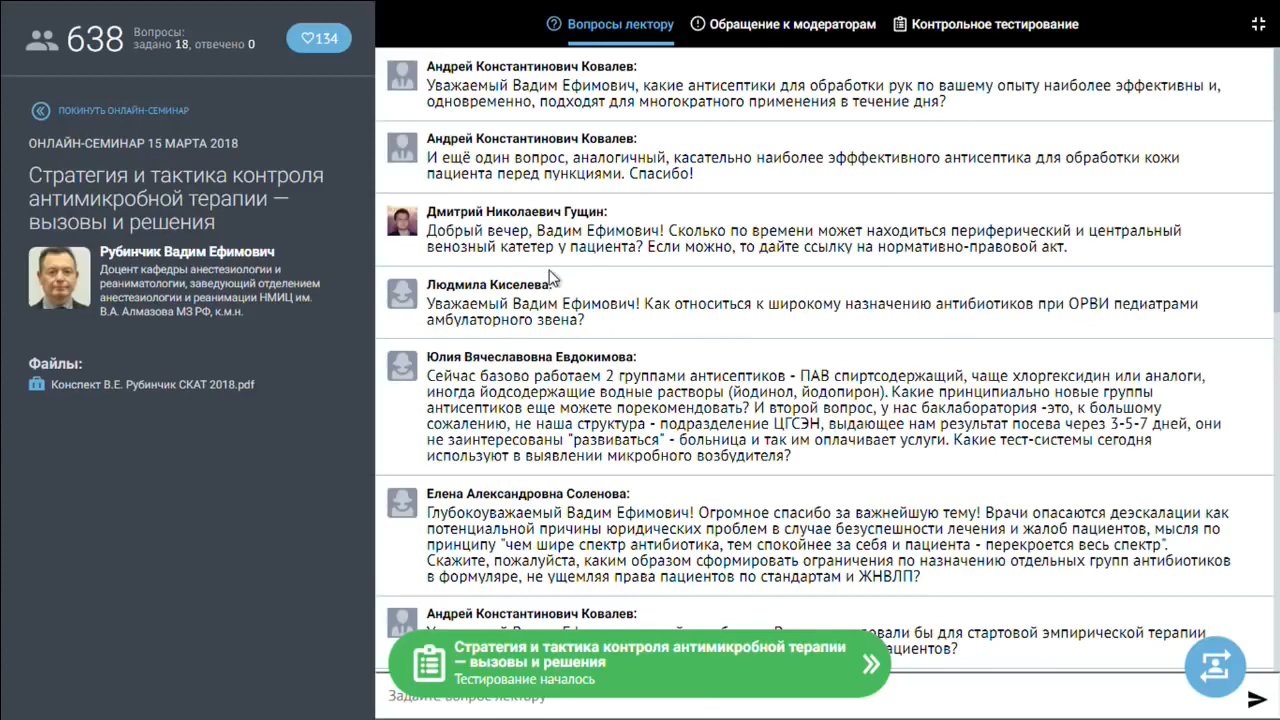 638
Вопросы:
задано 18, отвечено 0
134
ПОКИНУТЬ ОНЛАЙН-СЕМИНАР
ОНЛАЙН-СЕМИНАР 15 МАРТА 2018
Стратегия и тактика контроля
антимикробной терапии —
вызовы и решения
Рубинчик Вадим Ефимович
Доцент кафедры анестезиологии и
реаниматологии, заведующий отделением
анестезиологии и реанимации НМИЦ им.
В.А. Алмазова МЗ РФ, к.м.н.
Файлы:
Конспект В.Е. Рубинчик СКАТ 2018.pdf
Вопросы лектору
Обращение к модераторам
Контрольное тестирование
Андрей Константинович Ковалев:
Уважаемый Вадим Ефимович, какие антисептики для обработки рук по вашему опыту наиболее эффективны и,
одновременно, подходят для многократного применения в течение дня?
Андрей Константинович Ковалев:
И ещё один вопрос, аналогичный, касательно наиболее эфффективного антисептика для обработки кожи
пациента перед пункциями. Спасибо!
Дмитрий Николаевич Гущин:
Добрый вечер, Вадим Ефимович! Сколько по времени может находиться периферический и центральный
венозный катетер у пациента? Если можно, то дайте ссылку на нормативно-правовой акт.
Людмила Киселева:
Уважаемый Вадим Ефимович! Как относиться к широкому назначению антибиотиков при ОРВИ педиатрами
амбулаторного звена?
Юлия Вячеславовна Евдокимова:
Сейчас базово работаем 2 группами антисептиков - ПАВ спиртсодержащий, чаще хлоргексидин или аналоги,
иногда йодсодержащие водные растворы (йодинол, йодопирон). Какие принципиально новые группы
антисептиков еще можете порекомендовать? И второй вопрос, у нас баклаборатория -это, к большому
сожалению, не наша структура - подразделение ЦГСЭН, выдающее нам результат посева через 3-5-7 дней, они
не заинтересованы "развиваться" - больница и так им оплачивает услуги. Какие тест-системы сегодня
используют в выявлении микробного возбудителя?
Елена Александровна Соленова:
Глубокоуважаемый Вадим Ефимович! Огромное спасибо за важнейшую тему! Врачи опасаются деэскалации как
потенциальной причины юридических проблем в случае безуспешности лечения и жалоб пациентов, мысля по
принципу "чем шире спектр антибиотика, тем спокойнее за себя и пациента - перекроется весь спектр".
Скажите, пожалуйста, каким образом сформировать ограничения по назначению отдельных групп антибиотиков
в формуляре, не ущемляя права пациентов по стандартам и ЖНВЛП?
Андрей Константинович Ковалев:
бы для стартовой эмпирической терапии
Стратегия и тактика контроля антимикробной терапии
— вызовы и решения
Тестирование началось